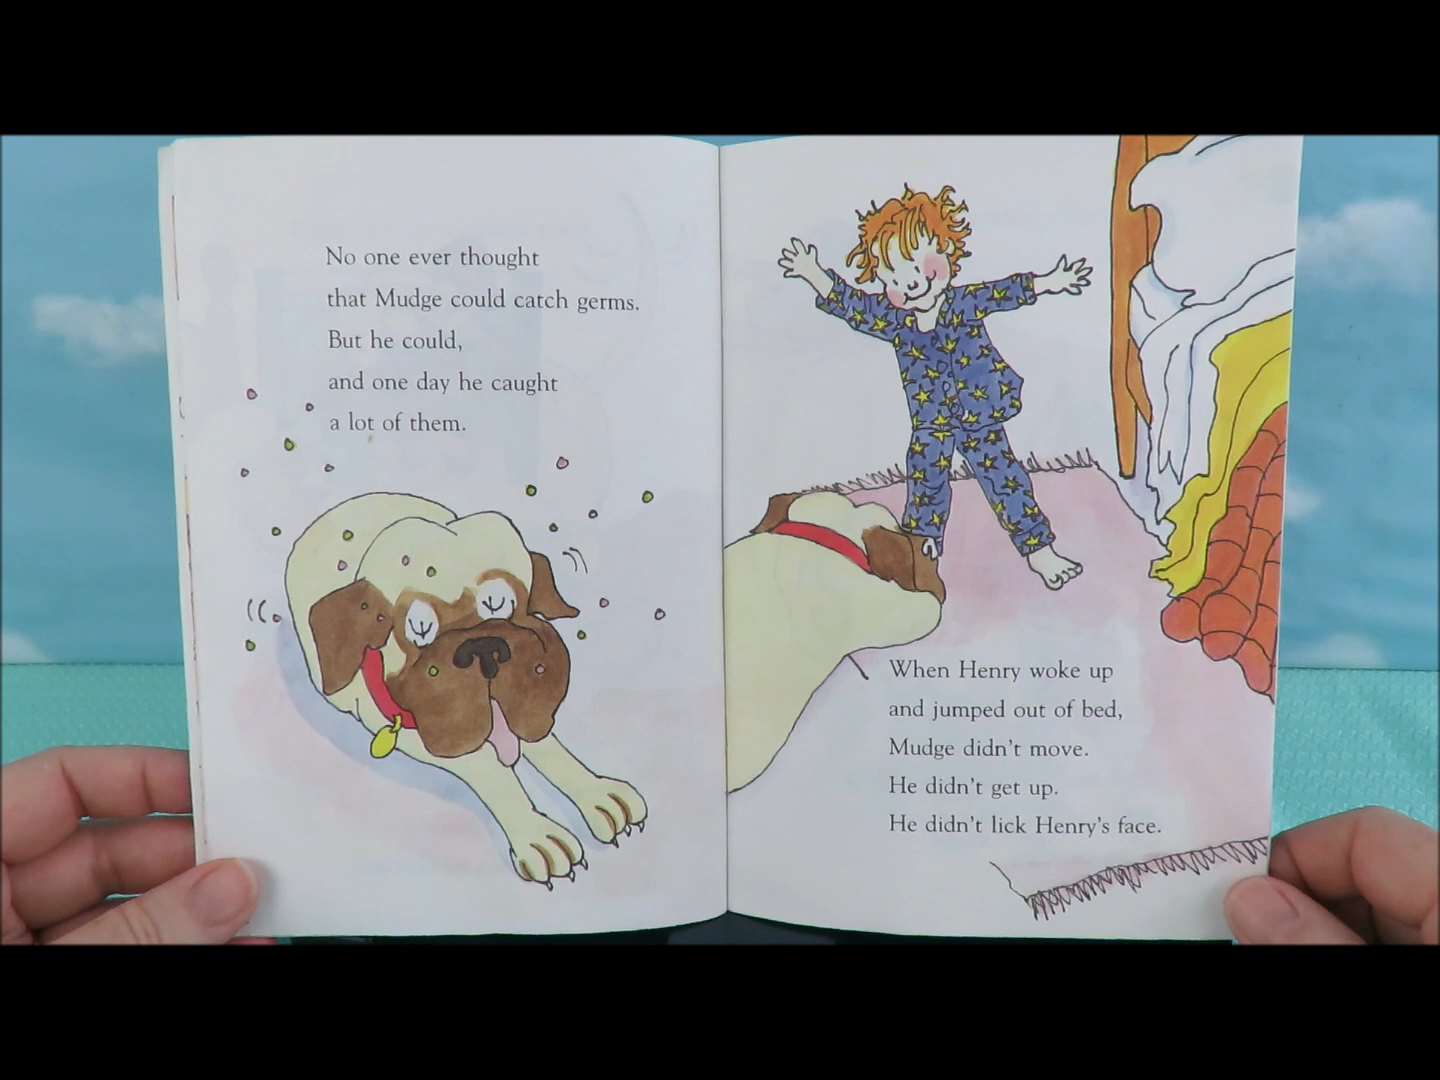 No one ever thought
that Mudge could catch germs.
But he could,
and one day he caught
a lot of them.
When Henry woke up
and jumped out of bed,
Mudge didn't move.
He didn't get up.
He didn't lick Henry's face.